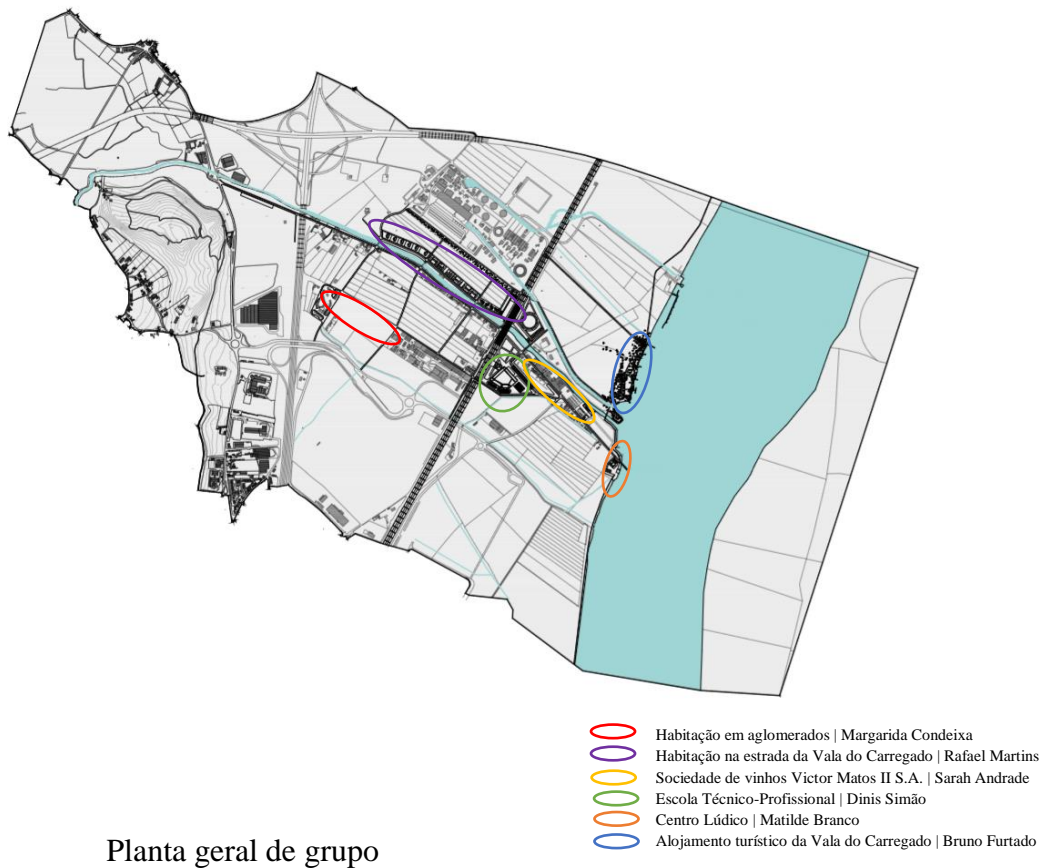 Habitação em aglomerados | Margarida Condeixa
Habitação na estrada da Vala do Carregado | Rafael Martins
Sociedade de vinhos Victor Matos II S.A. | Sarah Andrade
Escola Técnico-Profissional | Dinis Simão
Centro Lúdico | Matilde Branco
Alojamento turístico da Vala do Carregado | Bruno Furtado
Planta geral de grupo